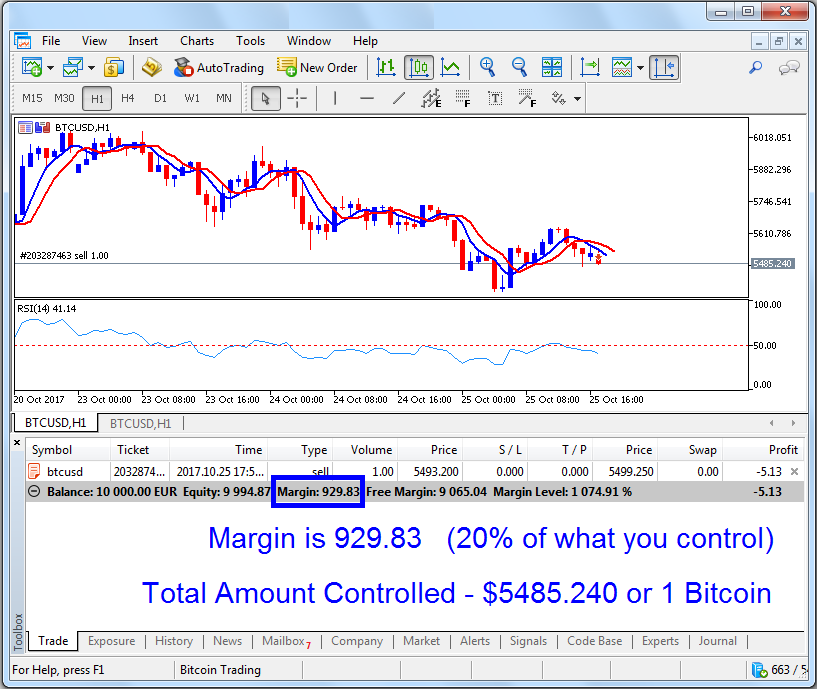 File View Insert Charts Tools Window Help
AutoTrading New Order
M15 M30 H1 H4 D1 W1 MN E F T F
BTCUSD,H1
6018.051
5882.296
5746.541
5610.786
#203287463 sell 1.00
5485.240
RSI(14) 41.14
100.00
50.00
0.00
20 Oct 2017 23 Oct 00:00 23 Oct 08:00 23 Oct 16:00 24 Oct 00:00 24 Oct 08:00 24 Oct 16:00 25 Oct 00:00 25 Oct 08:00 25 Oct 16:00
BTCUSD,H1 BTCUSD,H1
Symbol Ticket Time Type Volume Price S / L T / P Price Swap Profit
btcusd 2032874... 2017.10.25 17:5... sell 1.00 5493.200 0.000 0.000 5499.250 0.00 -5.13
Balance: 10 000.00 EUR Equity: 9 994.87 Margin: 929.83 Free Margin: 9 065.04 Margin Level: 1 074.91 % -5.13
Margin is 929.83 (20% of what you control)
Total Amount Controlled - $5485.240 or 1 Bitcoin
Toolbox
Trade Exposure History News Mailbox 7 Company Market Alerts Signals Code Base Experts Journal
For Help, press F1 Bitcoin Trading 663 / 5